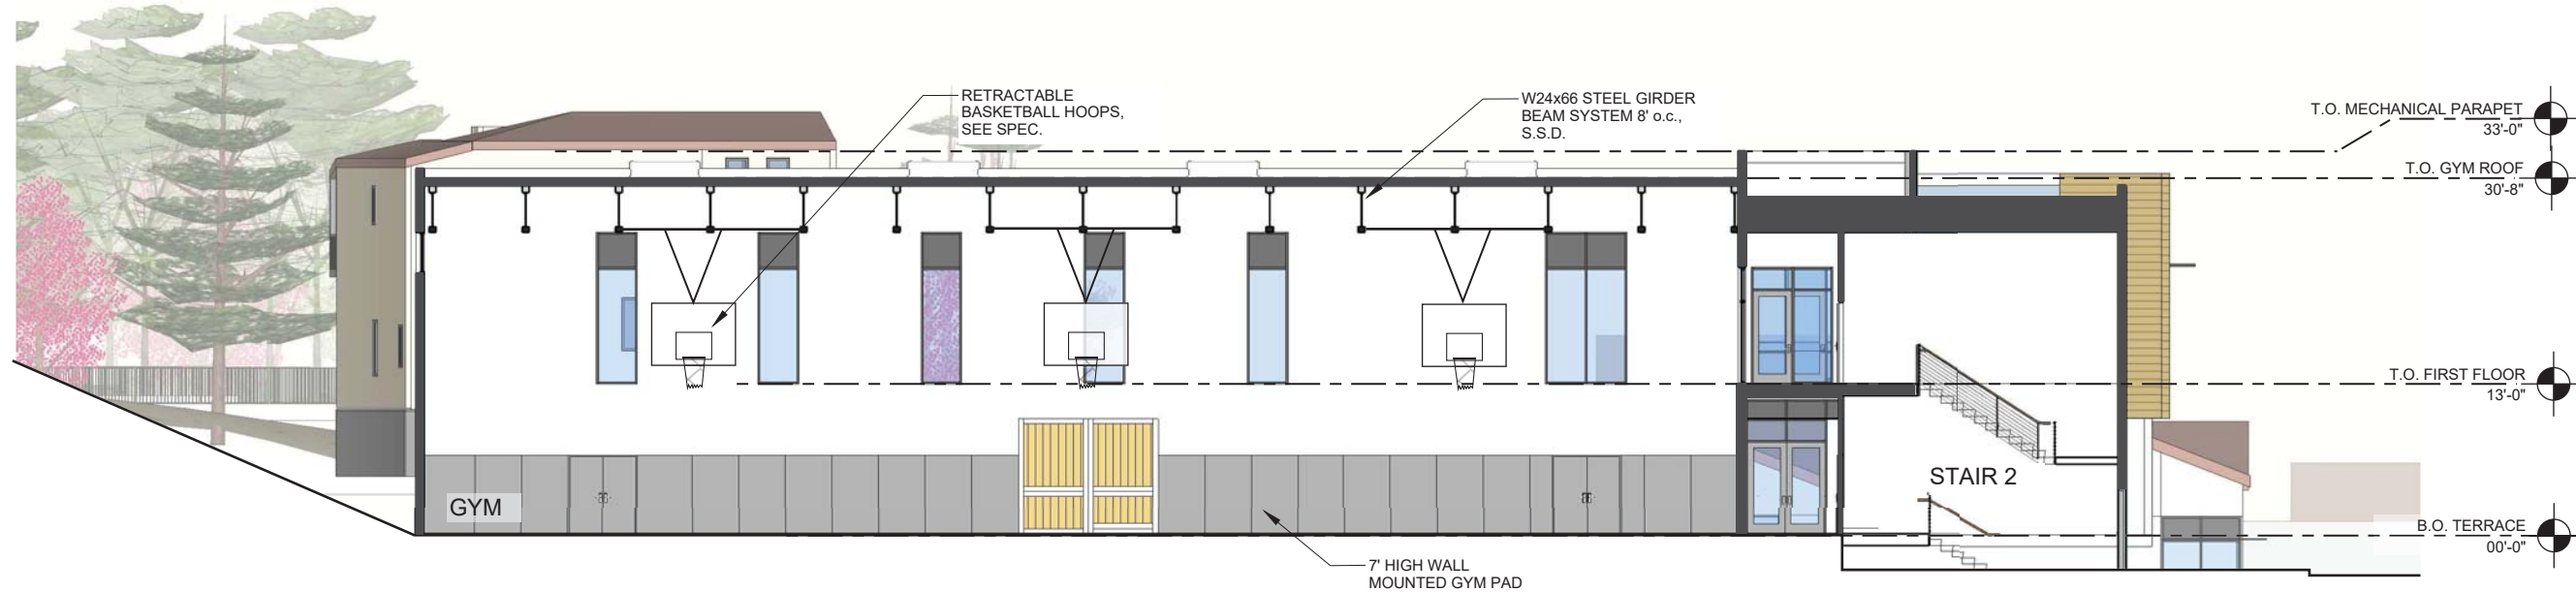 RETRACTABLE
BASKETBALL HOOPS,
SEE SPEC.
W24x66 STEEL GIRDER
BEAM SYSTEM 8' o.c.,
S.S.D.
T.O. MECHANICAL PARAPET
33'-0"
T.O. GYM ROOF
30'-8"
T.O. FIRST FLOOR
13'-0"
STAIR 2
GYM
B.O. TERRACE
00'-0"
7' HIGH WALL
MOUNTED GYM PAD